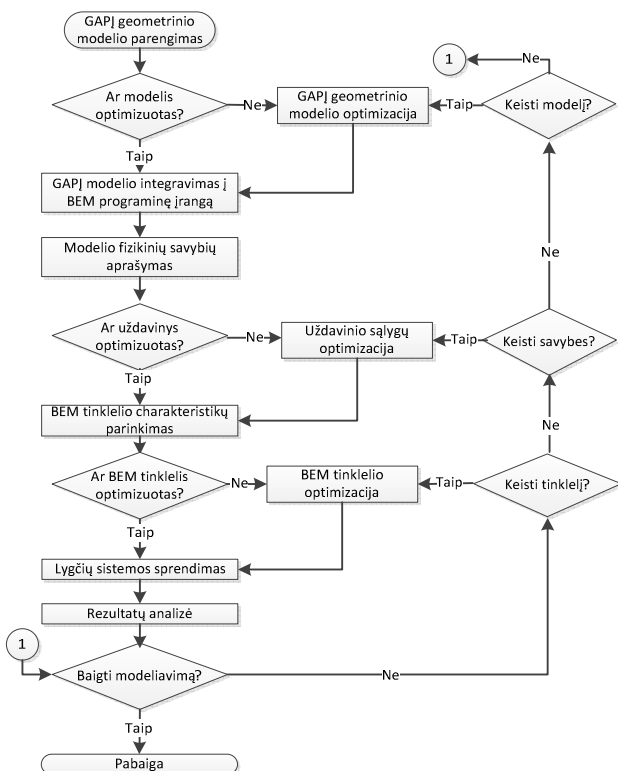 GAPĮ geometrinio
modelio parengimas
1
Ne
Ar modelis
optimizuotas?
Ne
GAPĮ geometrinio
modelio optimizacija
Taip
Keisti modelį?
Taip
GAPĮ modelio integravimas į
BEM programinę įrangą
Modelio fizikinių savybių
aprašymas
Ne
Ar uždavinys
optimizuotas?
Ne
Uždavinio sąlygų
optimizacija
Taip
Keisti savybes?
Taip
BEM tinklelio charakteristikų
parinkimas
Ne
Ar BEM tinklelis
optimizuotas?
Ne
BEM tinklelio
optimizacija
Taip
Keisti tinklelį?
Taip
Lygčių sistemos sprendimas
Rezultatų analizė
1
Baigti modeliavimą?
Ne
Taip
Pabaiga